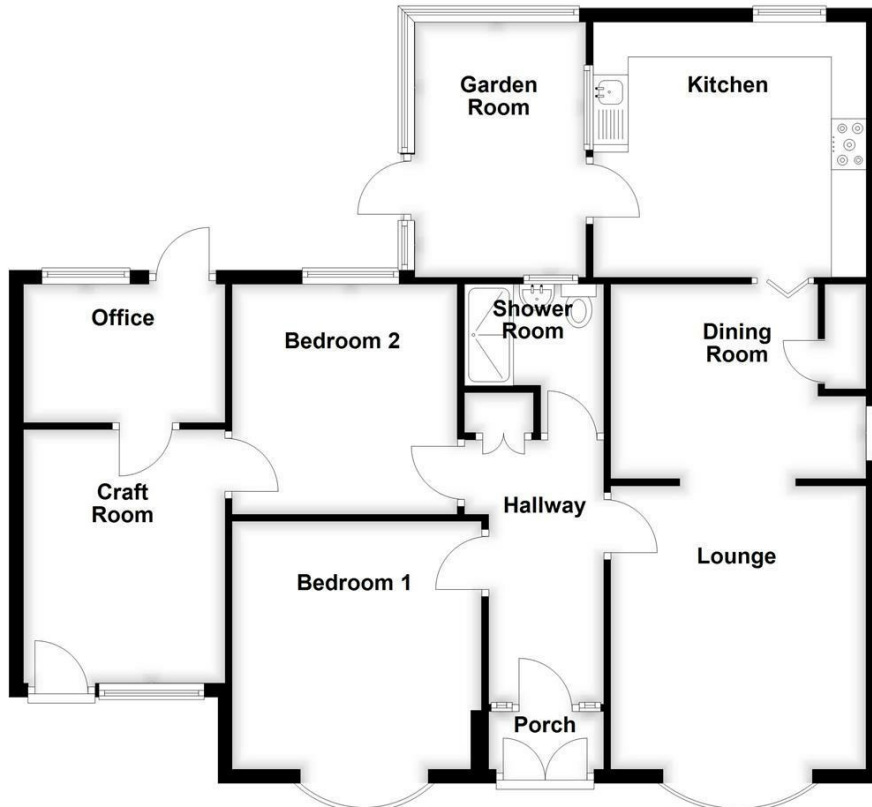 Garden
Room
Kitchen
Office
Bedroom 2
Shower
Room
Dining
Room
Craft
Room
Hallway
Bedroom 1
Lounge
Porch